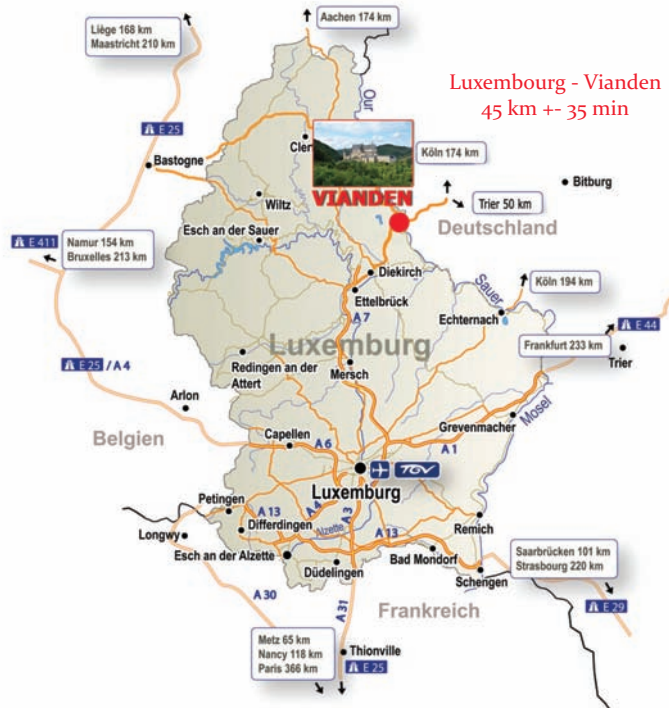 Liège 168 km
Maastricht 210 km
Aachen 174 km
Luxembourg - Vianden
45 km +- 35 min
Our
E 25
Cler
Köln 174 km
Bastogne
VIANDEN
Bitburg
Wiltz
Trier 50 km
Deutschland
Esch an der Sauer
E 411
Namur 154 km
Bruxelles 213 km
Diekirch
Sauer
Köln 194 km
Ettelbrück
Echternach
A 7
E 44
Luxemburg
Frankfurt 233 km
Trier
E 25 / A 4
Redingen an der
Attert
Mersch
Arlon
Mosel
Grevenmacher
Belgien
Capellen
A 6
A 1
TGV
Luxemburg
Petingen
A 13
A 4
A 3
Differdingen
Alzette
A 13
Remich
Longwy
Esch an der Alzette
Bad Mondorf
Saarbrücken 101 km
Strasbourg 220 km
Düdelingen
Schengen
A 30
A 31
Frankreich
E 29
Metz 65 km
Nancy 118 km
Paris 366 km
Thionville
E 25